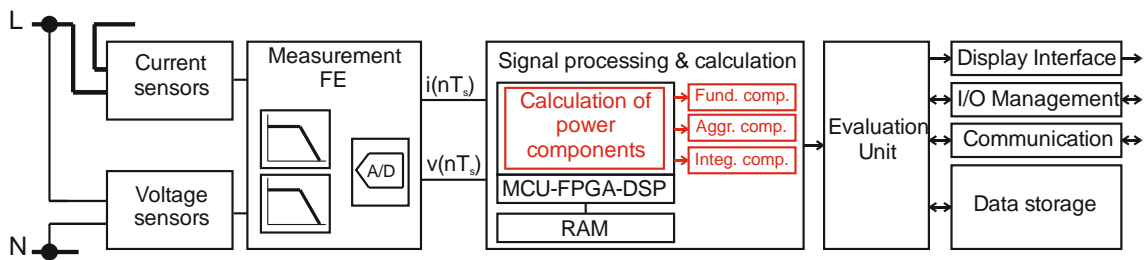 L
N
Current
sensors
Voltage
sensors
Measurement
FE
A/D
i(nTs)
v(nTs)
Signal processing & calculation
Calculation of
power
components
Fund. comp.
Aggr. comp.
Integ. comp.
MCU-FPGA-DSP
RAM
Evaluation
Unit
Display Interface
I/O Management
Communication
Data storage